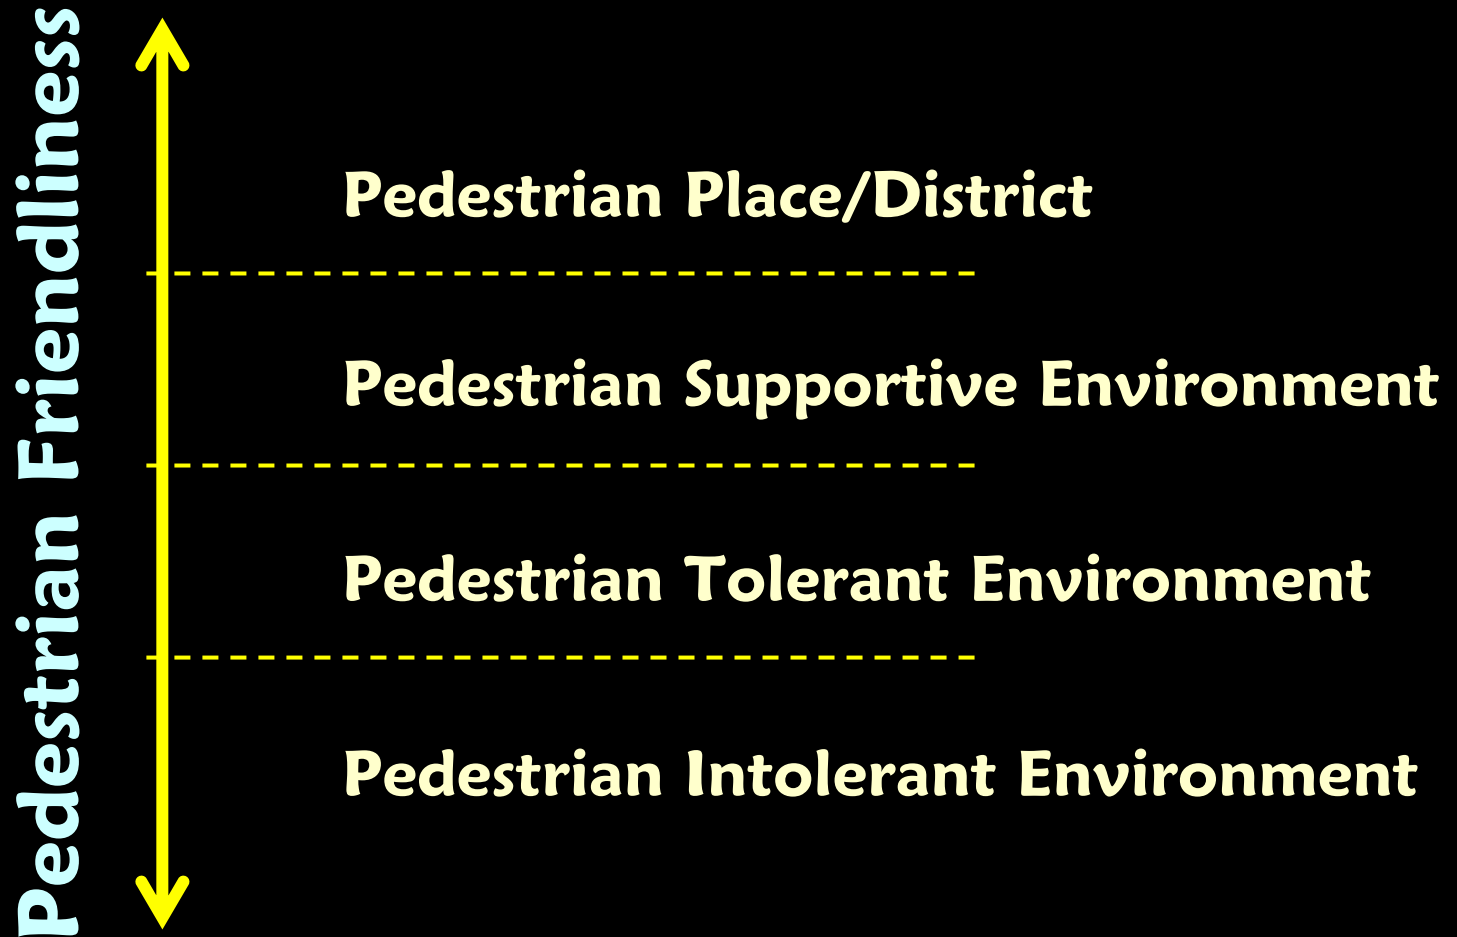 Pedestrian Friendliness
Pedestrian Place/District
Pedestrian Supportive Environment
Pedestrian Tolerant Environment
Pedestrian Intolerant Environment